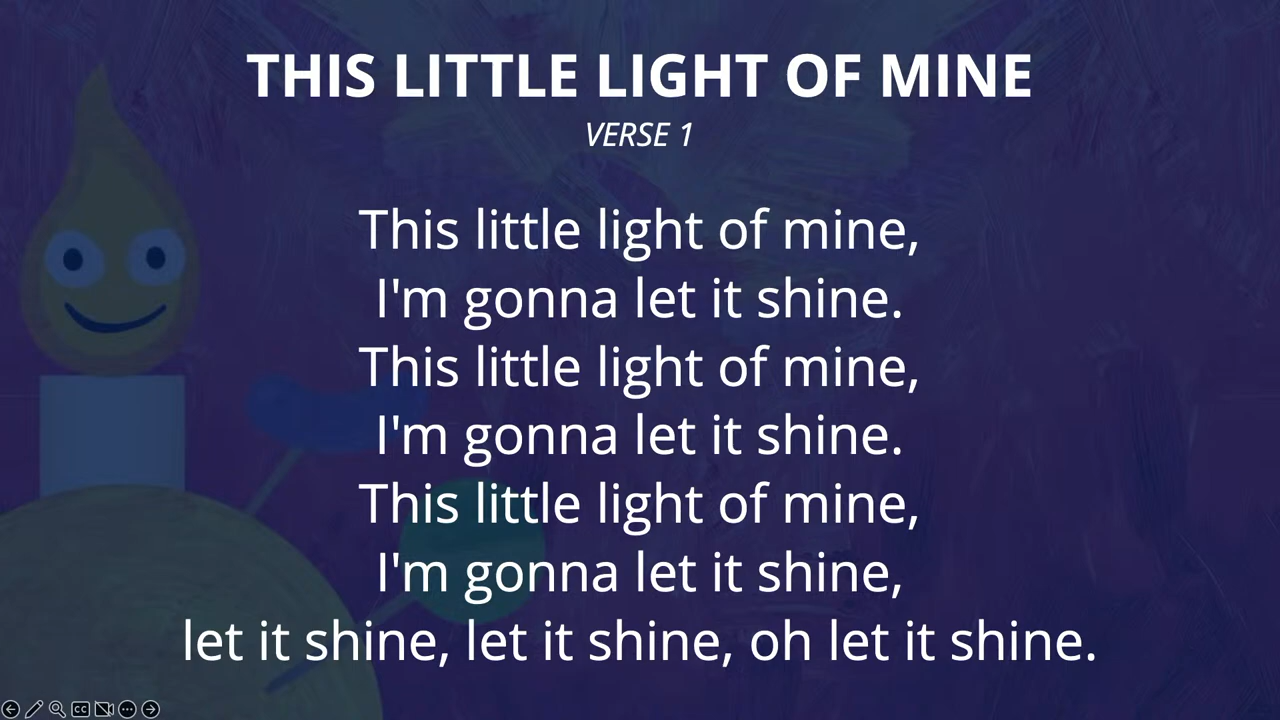 THIS LITTLE LIGHT OF MINE
VERSE 1
This little light of mine,
I'm gonna let it shine.
This little light of mine,
I'm gonna let it shine.
This little light of mine,
I'm gonna let it shine,
let it shine, let it shine, oh let it shine.
CC